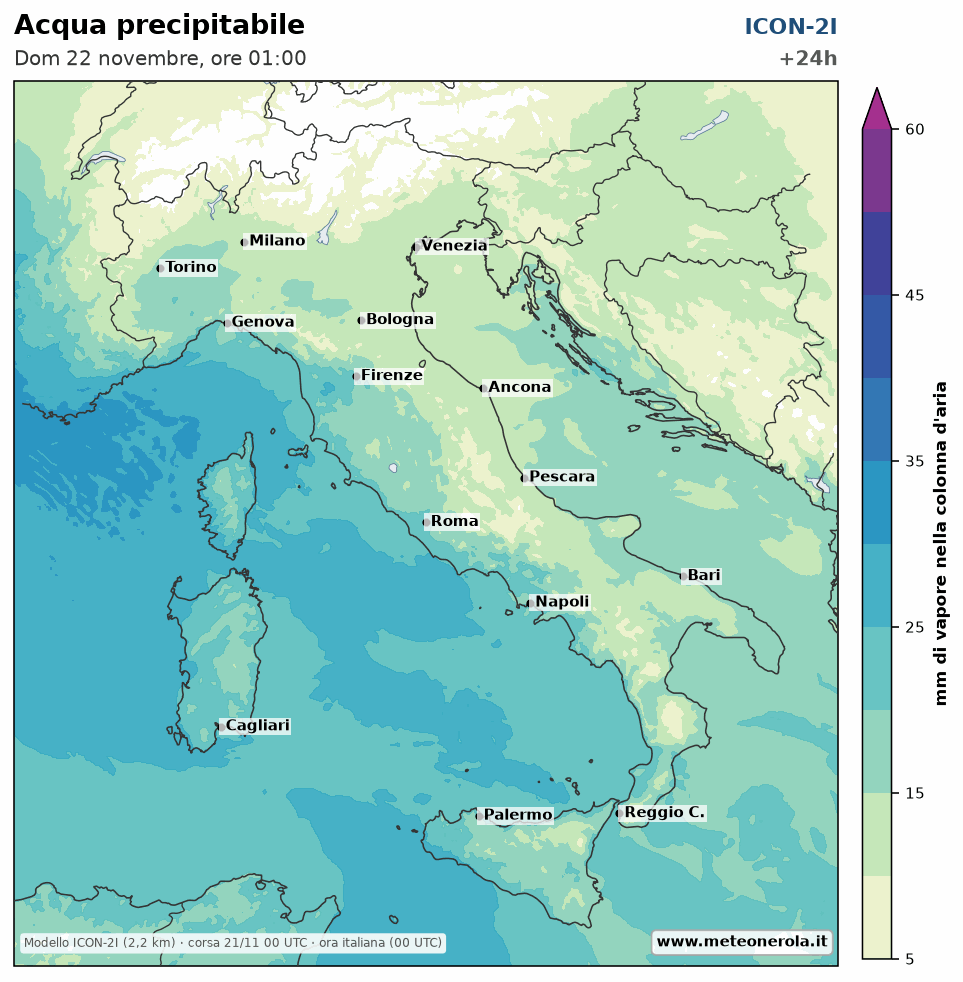 Acqua precipitabile
ICON-2I
Dom 22 novembre, ore 01:00
+24h
60
Milano
Venezia
Torino
45
Genova
Bologna
Firenze
Ancona
35
Pescara
Roma
Bari
Napoli
25
Cagliari
Palermo
Reggio C.
15
5
mm di vapore nella colonna d'aria
Modello ICON-2I (2,2 km) · corsa 21/11 00 UTC · ora italiana (00 UTC)
www.meteonerola.it